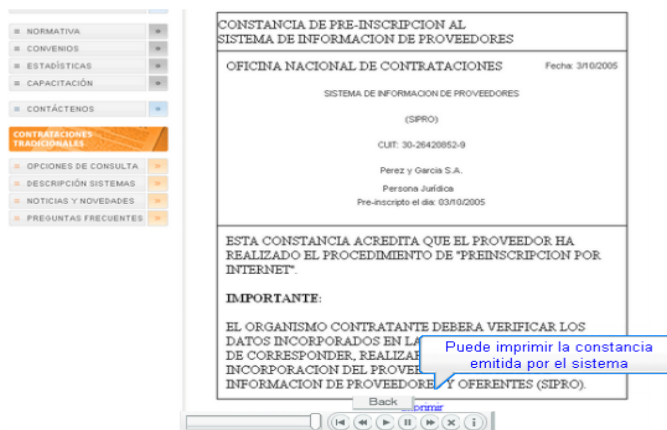 NORMATIVA
CONVENIOS
ESTADÍSTICAS
CAPACITACIÓN
CONTÁCTENOS
CONTRATACIONES
TRADICIONALES
OPCIONES DE CONSULTA
DESCRIPCIÓN SISTEMAS
NOTICIAS Y NOVEDADES
PREGUNTAS FRECUENTES
CONSTANCIA DE PRE-INSCRIPCION AL
SISTEMA DE INFORMACION DE PROVEEDORES
OFICINA NACIONAL DE CONTRATACIONES Fecha: 3/10/2005
SISTEMA DE INFORMACION DE PROVEEDORES
(SIPRO)
CUIT: 30-26420852-9
Perez y Garcia S.A.
Persona Jurídica
Pre-inscripto el dia: 03/10/2005
ESTA CONSTANCIA ACREDITA QUE EL PROVEEDOR HA
REALIZADO EL PROCEDIMIENTO DE "PREINSCRIPCION POR
INTERNET".
IMPORTANTE:
EL ORGANISMO CONTRATANTE DEBERA VERIFICAR LOS
DATOS INCORPORADOS EN
DE CORRESPONDER,
INCORPORACION DEL
INFORMACION DE Y OFERENTES (SIPRO).
Puede imprimir la constancia
emitida por el sistema
Back